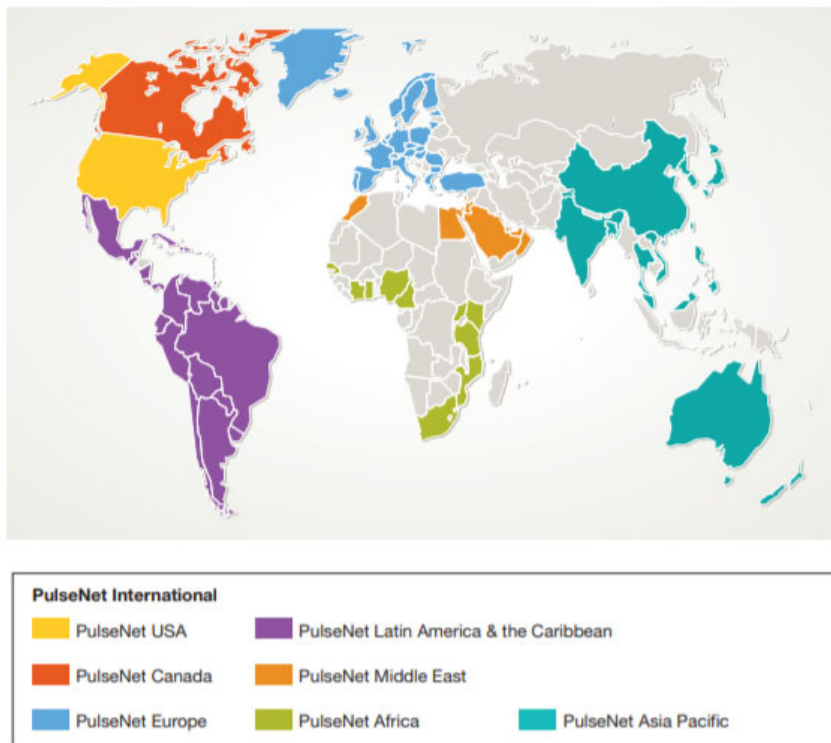 PulseNet International
PulseNet USA
PulseNet Latin America & the Caribbean
PulseNet Canada
PulseNet Middle East
PulseNet Europe
PulseNet Africa
PulseNet Asia Pacific